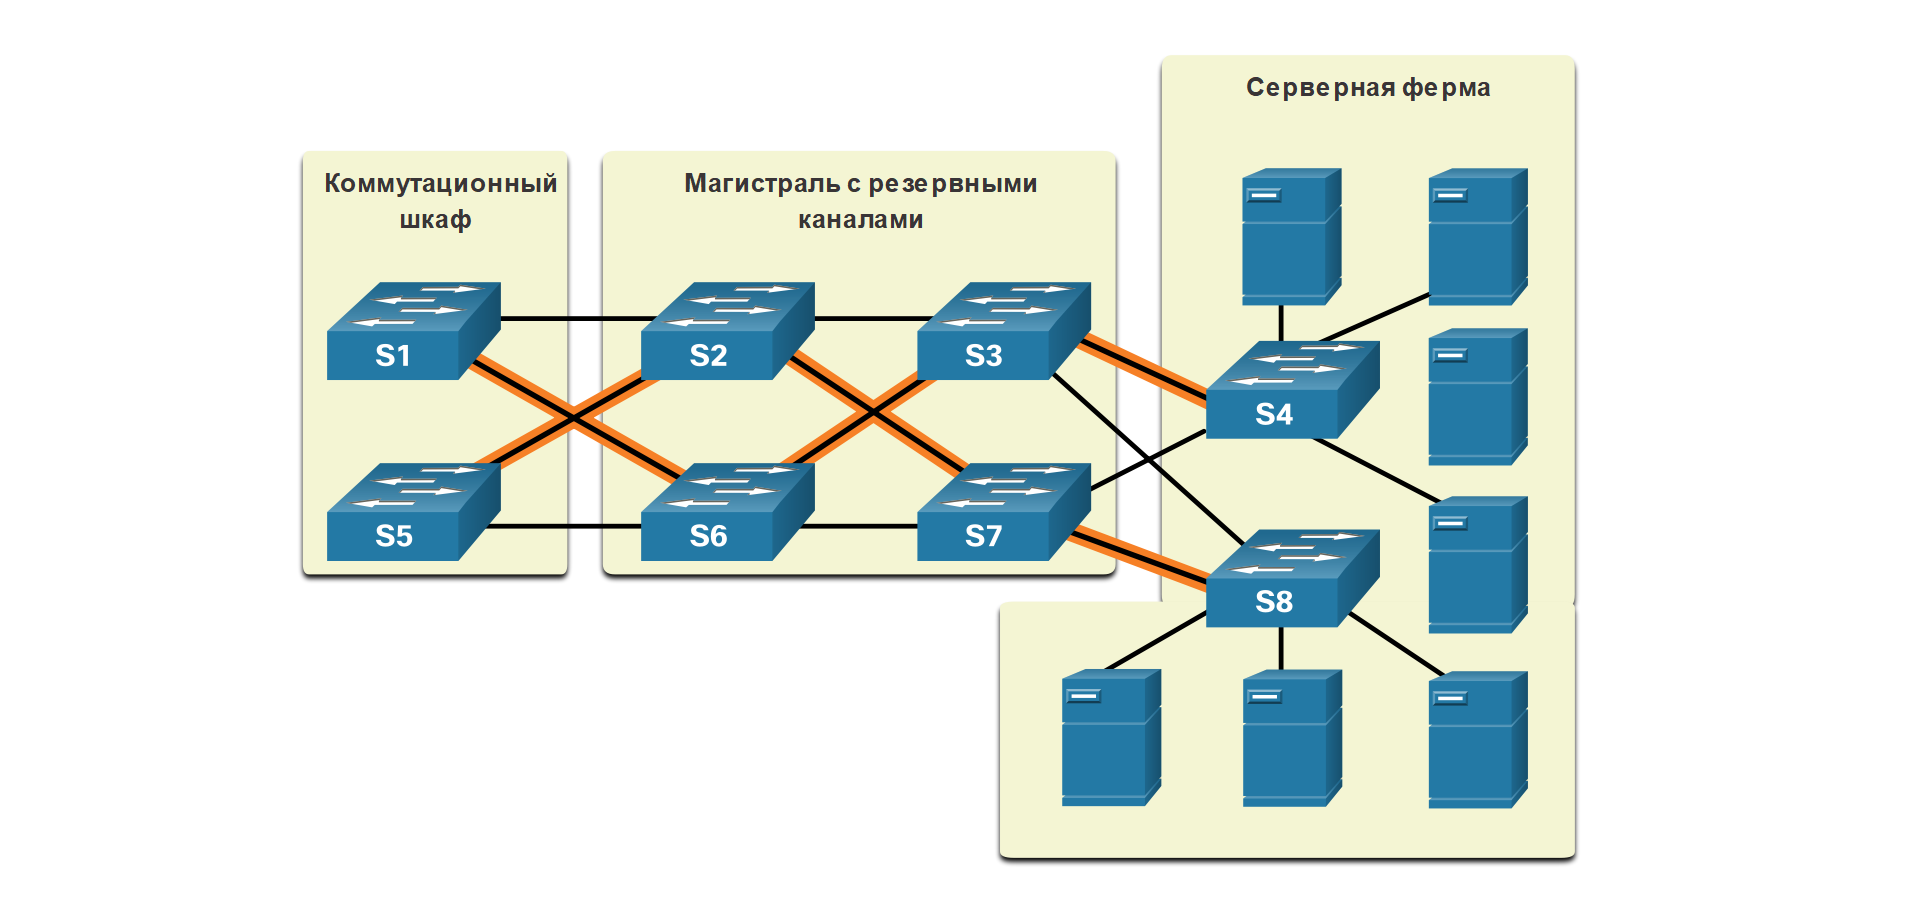 Серверная ферма
Коммутационный
шкаф
Магистраль с резервными
каналами
S1
S2
S3
S4
S5
S6
S7
S8